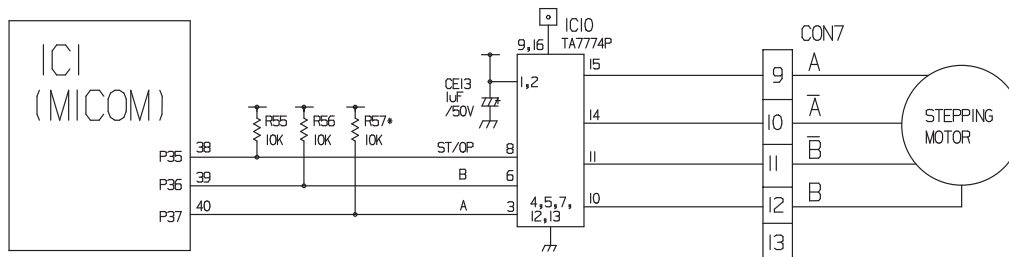 IC1
(MICOM)
P35
P36
P37
38
39
40
R55
10K
R56
10K
R57*
10K
ST/OP
B
A
CE13
1uF
/50V
+
9,16
IC10
TA7774P
1,2
8
6
3
4,5,7,
12,13
15
14
11
10
CON7
9
10
11
12
13
A
A̅
B̅
B
STEPPING
MOTOR